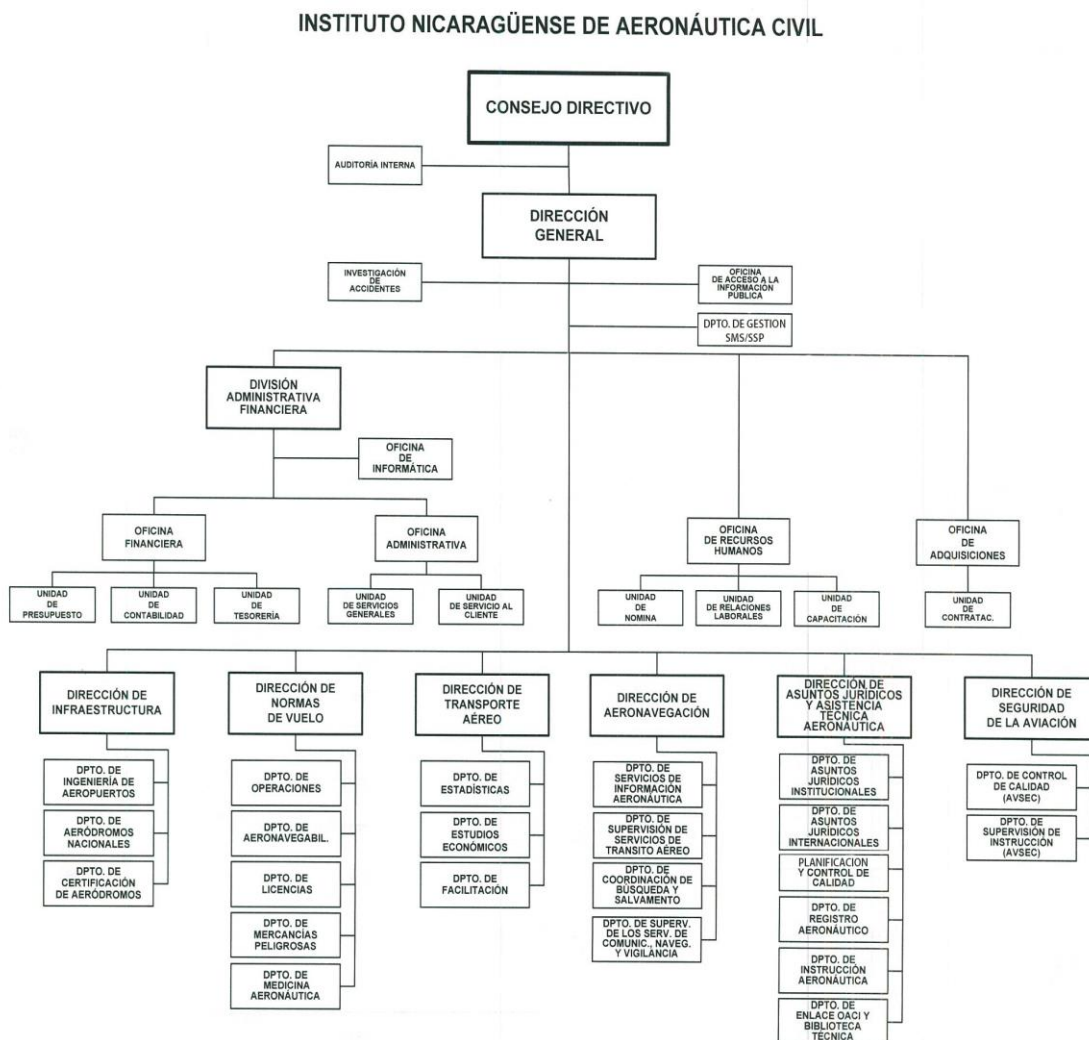 INSTITUTO NICARAGÜENSE DE AERONÁUTICA CIVIL
CONSEJO DIRECTIVO
AUDITORÍA INTERNA
DIRECCIÓN
GENERAL
INVESTIGACIÓN
DE
ACCIDENTES
OFICINA
DE ACCESO A LA
INFORMACIÓN
PÚBLICA
DPTO. DE GESTION
SMS/SSP
DIVISIÓN
ADMINISTRATIVA
FINANCIERA
OFICINA
DE
INFORMÁTICA
OFICINA
FINANCIERA
OFICINA
ADMINISTRATIVA
OFICINA
DE RECURSOS
HUMANOS
OFICINA
DE
ADQUISICIONES
UNIDAD
DE
PRESUPUESTO
UNIDAD
DE
CONTABILIDAD
UNIDAD
DE
TESORERÍA
UNIDAD
DE SERVICIOS
GENERALES
UNIDAD
DE SERVICIO AL
CLIENTE
UNIDAD
DE
NOMINA
UNIDAD
DE RELACIONES
LABORALES
UNIDAD
DE
CAPACITACIÓN
UNIDAD
DE
CONTRATAC.
DIRECCIÓN DE
INFRAESTRUCTURA
DPTO. DE
INGENIERÍA DE
AEROPUERTOS
DPTO. DE
AERÓDROMOS
NACIONALES
DPTO. DE
CERTIFICACIÓN
DE AERÓDROMOS
DIRECCIÓN DE
NORMAS
DE VUELO
DPTO. DE
OPERACIONES
DPTO. DE
AERONAVEGABIL.
DPTO. DE
LICENCIAS
DPTO. DE
MERCANCÍAS
PELIGROSAS
DPTO. DE
MEDICINA
AERONÁUTICA
DIRECCIÓN DE
TRANSPORTE
AÉREO
DPTO. DE
ESTADÍSTICAS
DPTO. DE
ESTUDIOS
ECONÓMICOS
DPTO. DE
FACILITACIÓN
DIRECCIÓN
DE AERONAVEGACIÓN
DPTO. DE
SERVICIOS DE
INFORMACIÓN
AERONÁUTICA
DPTO. DE
SUPERVISIÓN DE
SERVICIOS DE
TRANSITO AÉREO
DPTO. DE
COORDINACIÓN DE
BÚSQUEDA Y
SALVAMENTO
DPTO. DE SUPERV.
DE LOS SERV. DE
COMUNIC., NAVEG.
Y VIGILANCIA
DIRECCIÓN DE
ASUNTOS JURÍDICOS
Y ASISTENCIA
TÉCNICA
AERONÁUTICA
DPTO. DE
ASUNTOS
JURÍDICOS
INSTITUCIONALES
DPTO. DE
ASUNTOS
JURÍDICOS
INTERNACIONALES
PLANIFICACION
Y CONTROL DE
CALIDAD
DPTO. DE
REGISTRO
AERONÁUTICO
DPTO. DE
INSTRUCCIÓN
AERONÁUTICA
DPTO. DE
ENLACE OACI Y
BIBLIOTECA
TÉCNICA
DIRECCIÓN DE
SEGURIDAD
DE LA AVIACIÓN
DPTO. DE CONTROL
DE CALIDAD
(AVSEC)
DPTO. DE
SUPERVISIÓN DE
INSTRUCCIÓN
(AVSEC)